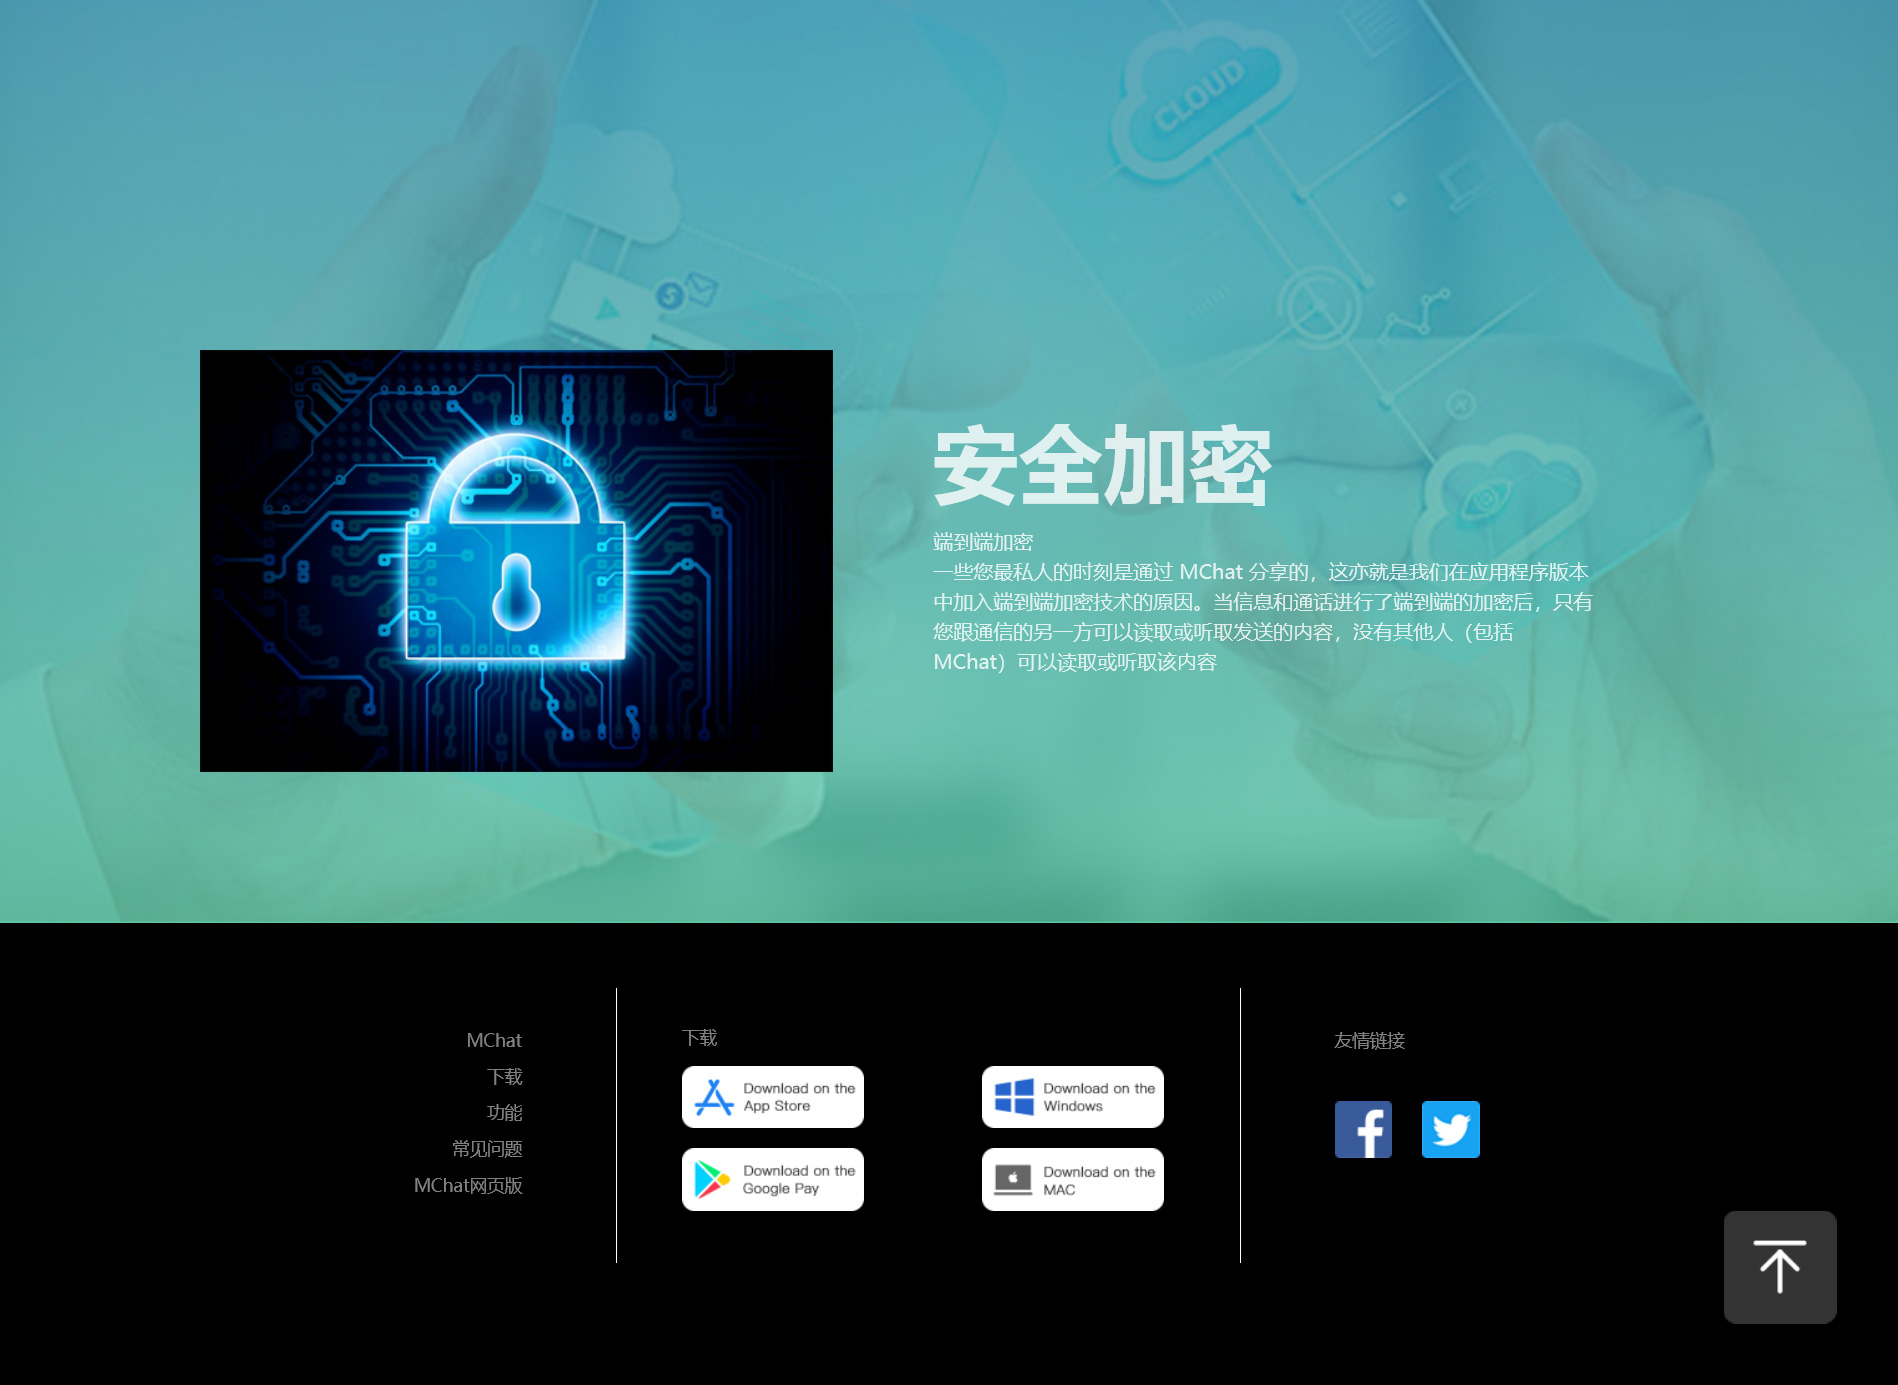 CLOUD
安全加密
端到端加密
一些您最私人的时刻是通过 MChat 分享的，这亦就是我们在应用程序版本
中加入端到端加密技术的原因。当信息和通话进行了端到端的加密后，只有
您跟通信的另一方可以读取或听取发送的内容，没有其他人（包括
MChat）可以读取或听取该内容
MChat
下载
功能
常见问题
MChat网页版
下载
Download on the
App Store
Download on the
Windows
Download on the
Google Pay
Download on the
MAC
友情链接